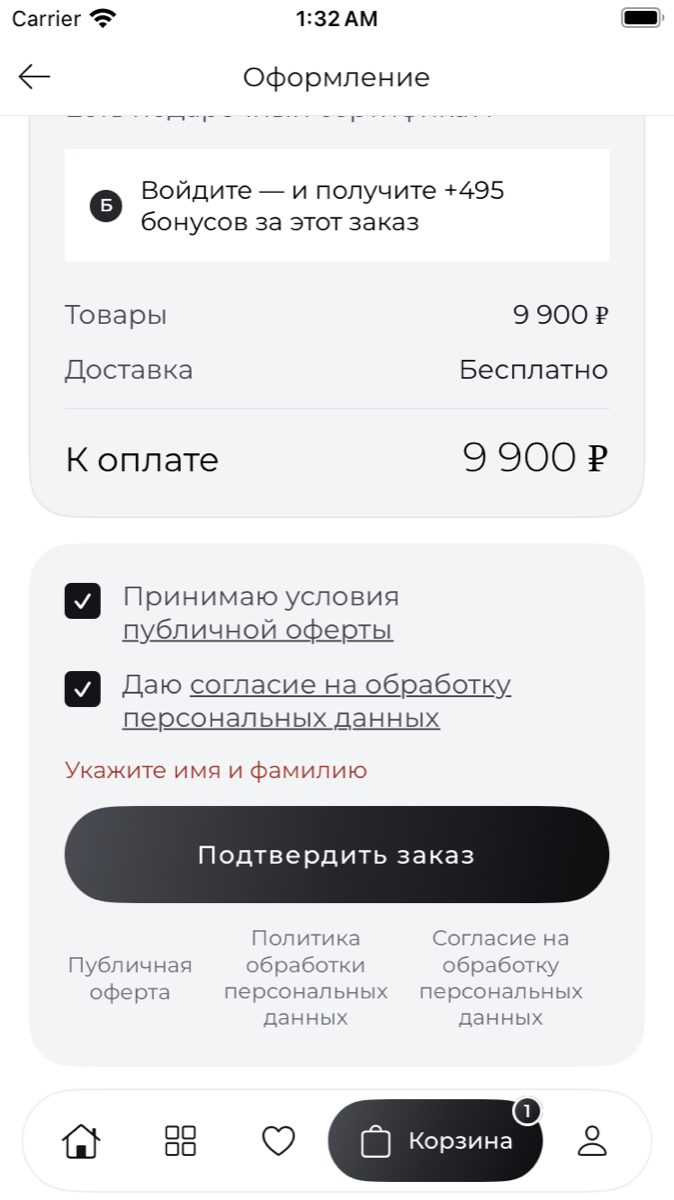 Carrier
1:32 AM
Оформление
Б
Войдите — и получите +495
бонусов за этот заказ
Товары 9 900 ₽
Доставка Бесплатно
К оплате 9 900 ₽
Принимаю условия
публичной оферты
Даю согласие на обработку
персональных данных
Укажите имя и фамилию
Подтвердить заказ
Публичная
оферта
Политика
обработки
персональных
данных
Согласие на
обработку
персональных
данных
1
Корзина